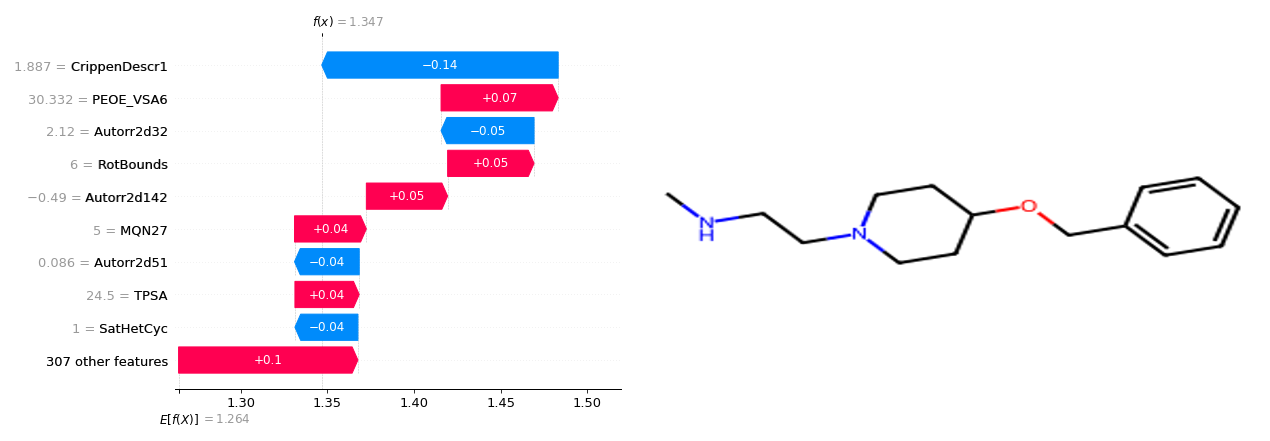 f(x) = 1.347
1.887 = CrippenDescr1
−0.14
30.332 = PEOE_VSA6
+0.07
2.12 = Autorr2d32
−0.05
6 = RotBounds
+0.05
−0.49 = Autorr2d142
+0.05
5 = MQN27
+0.04
0.086 = Autorr2d51
−0.04
24.5 = TPSA
+0.04
1 = SatHetCyc
−0.04
307 other features
+0.1
1.30 1.35 1.40 1.45 1.50
E[f(X)] = 1.264
N
H
N
O